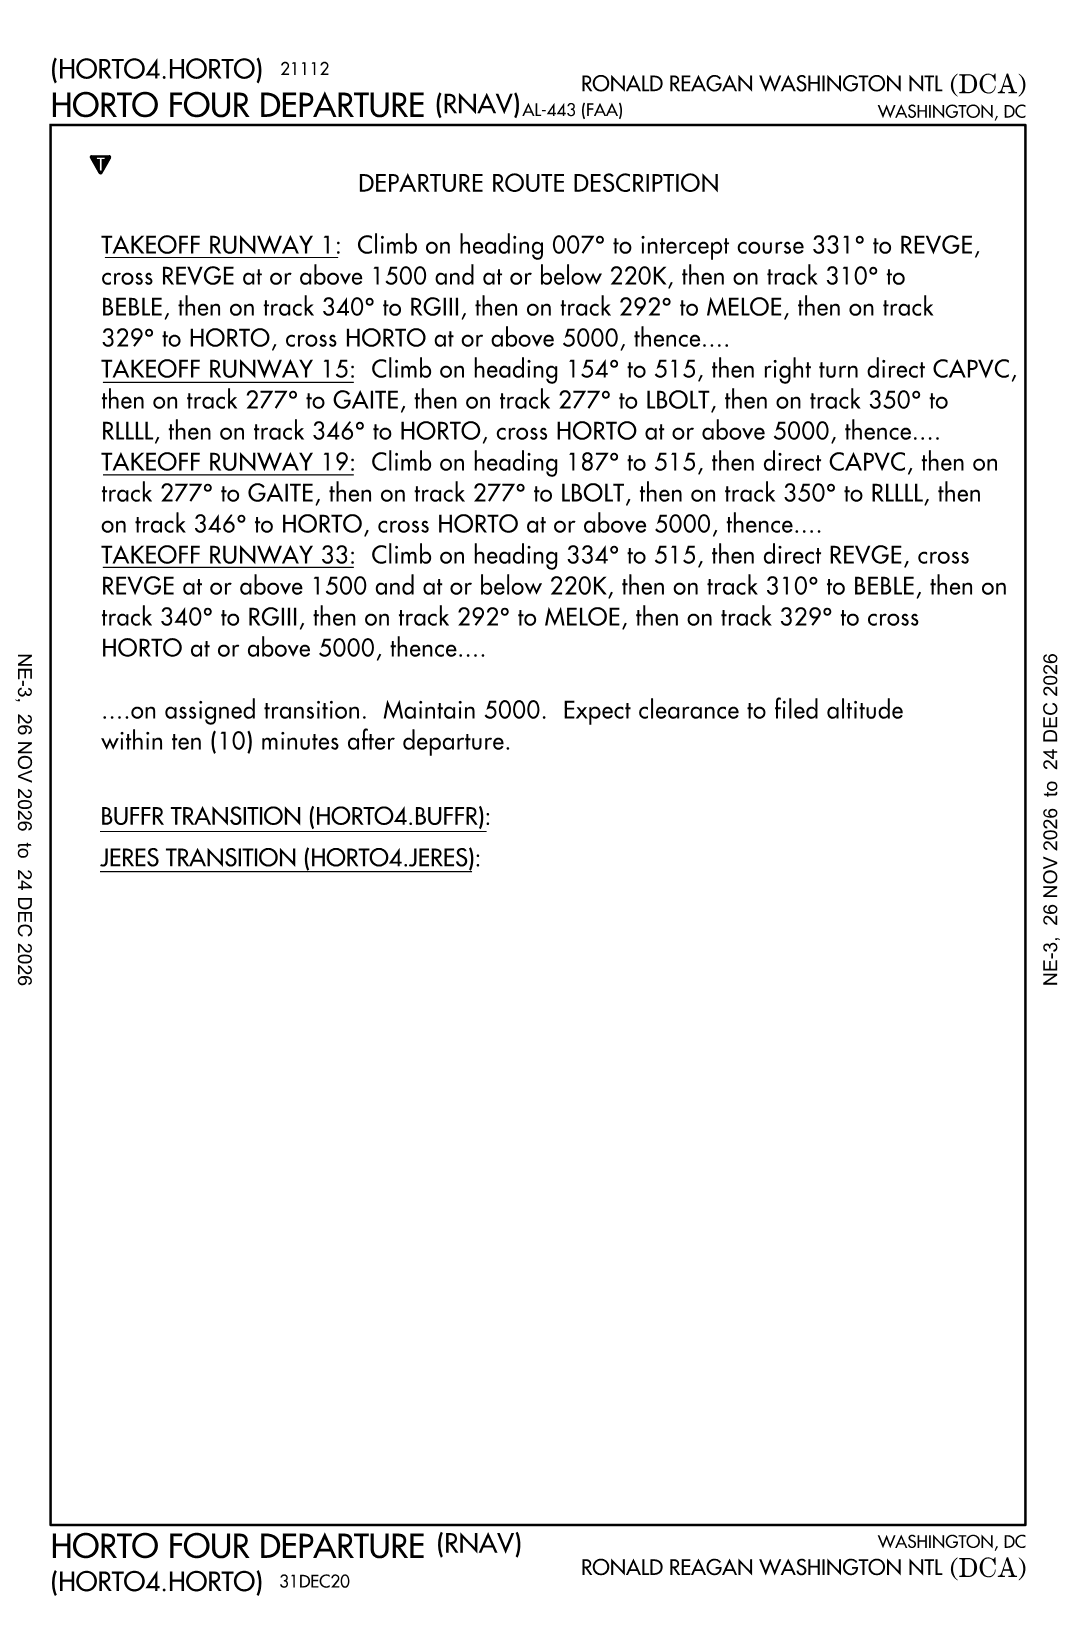 (HORTO4.HORTO) 21112
HORTO FOUR DEPARTURE (RNAV) AL-443 (FAA)
RONALD REAGAN WASHINGTON NTL (DCA)
WASHINGTON, DC
T
DEPARTURE ROUTE DESCRIPTION
TAKEOFF RUNWAY 1: Climb on heading 007° to intercept course 331° to REVGE,
cross REVGE at or above 1500 and at or below 220K, then on track 310° to
BEBLE, then on track 340° to RGIII, then on track 292° to MELOE, then on track
329° to HORTO, cross HORTO at or above 5000, thence....
TAKEOFF RUNWAY 15: Climb on heading 154° to 515, then right turn direct CAPVC,
then on track 277° to GAITE, then on track 277° to LBOLT, then on track 350° to
RLLLL, then on track 346° to HORTO, cross HORTO at or above 5000, thence....
TAKEOFF RUNWAY 19: Climb on heading 187° to 515, then direct CAPVC, then on
track 277° to GAITE, then on track 277° to LBOLT, then on track 350° to RLLLL, then
on track 346° to HORTO, cross HORTO at or above 5000, thence....
TAKEOFF RUNWAY 33: Climb on heading 334° to 515, then direct REVGE, cross
REVGE at or above 1500 and at or below 220K, then on track 310° to BEBLE, then on
track 340° to RGIII, then on track 292° to MELOE, then on track 329° to cross
HORTO at or above 5000, thence....
....on assigned transition. Maintain 5000. Expect clearance to filed altitude
within ten (10) minutes after departure.
BUFFR TRANSITION (HORTO4.BUFFR):
JERES TRANSITION (HORTO4.JERES):
NE-3, 26 NOV 2026 to 24 DEC 2026
NE-3, 26 NOV 2026 to 24 DEC 2026
HORTO FOUR DEPARTURE (RNAV)
(HORTO4.HORTO) 31DEC20
WASHINGTON, DC
RONALD REAGAN WASHINGTON NTL (DCA)